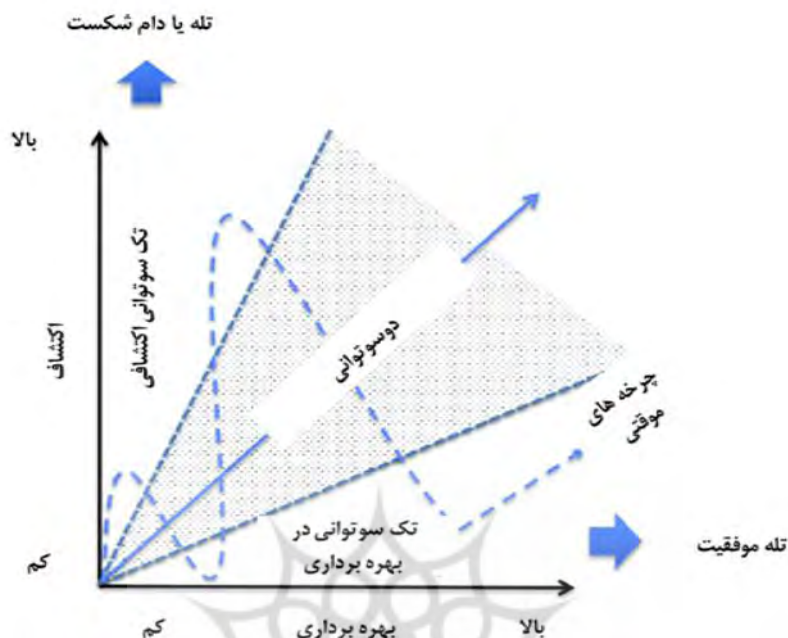 تله یا دام شکست
بالا
تک سوتوانی اکتشافی
اکتشاف
دوسوتوانی
چرخه های
موقتی
تک سوتوانی در
بهره برداری
تله موفقیت
کم
کم
بهره برداری
بالا